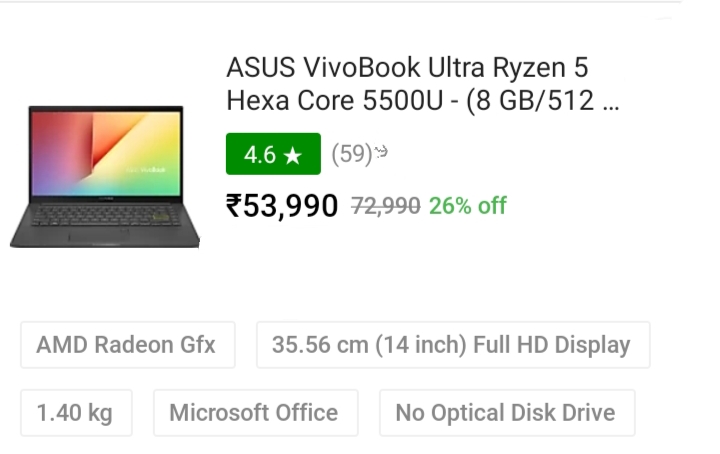 ASUS VivoBook Ultra Ryzen 5
Hexa Core 5500U - (8 GB/512 ...
4.6 ★ (59)
₹53,990 72,990 26% off
AMD Radeon Gfx 35.56 cm (14 inch) Full HD Display
1.40 kg Microsoft Office No Optical Disk Drive